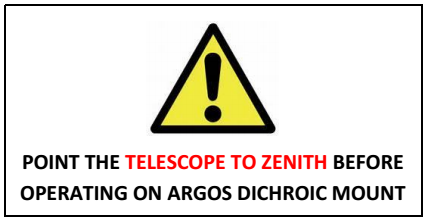 POINT THE TELESCOPE TO ZENITH BEFORE
OPERATING ON ARGOS DICHROIC MOUNT